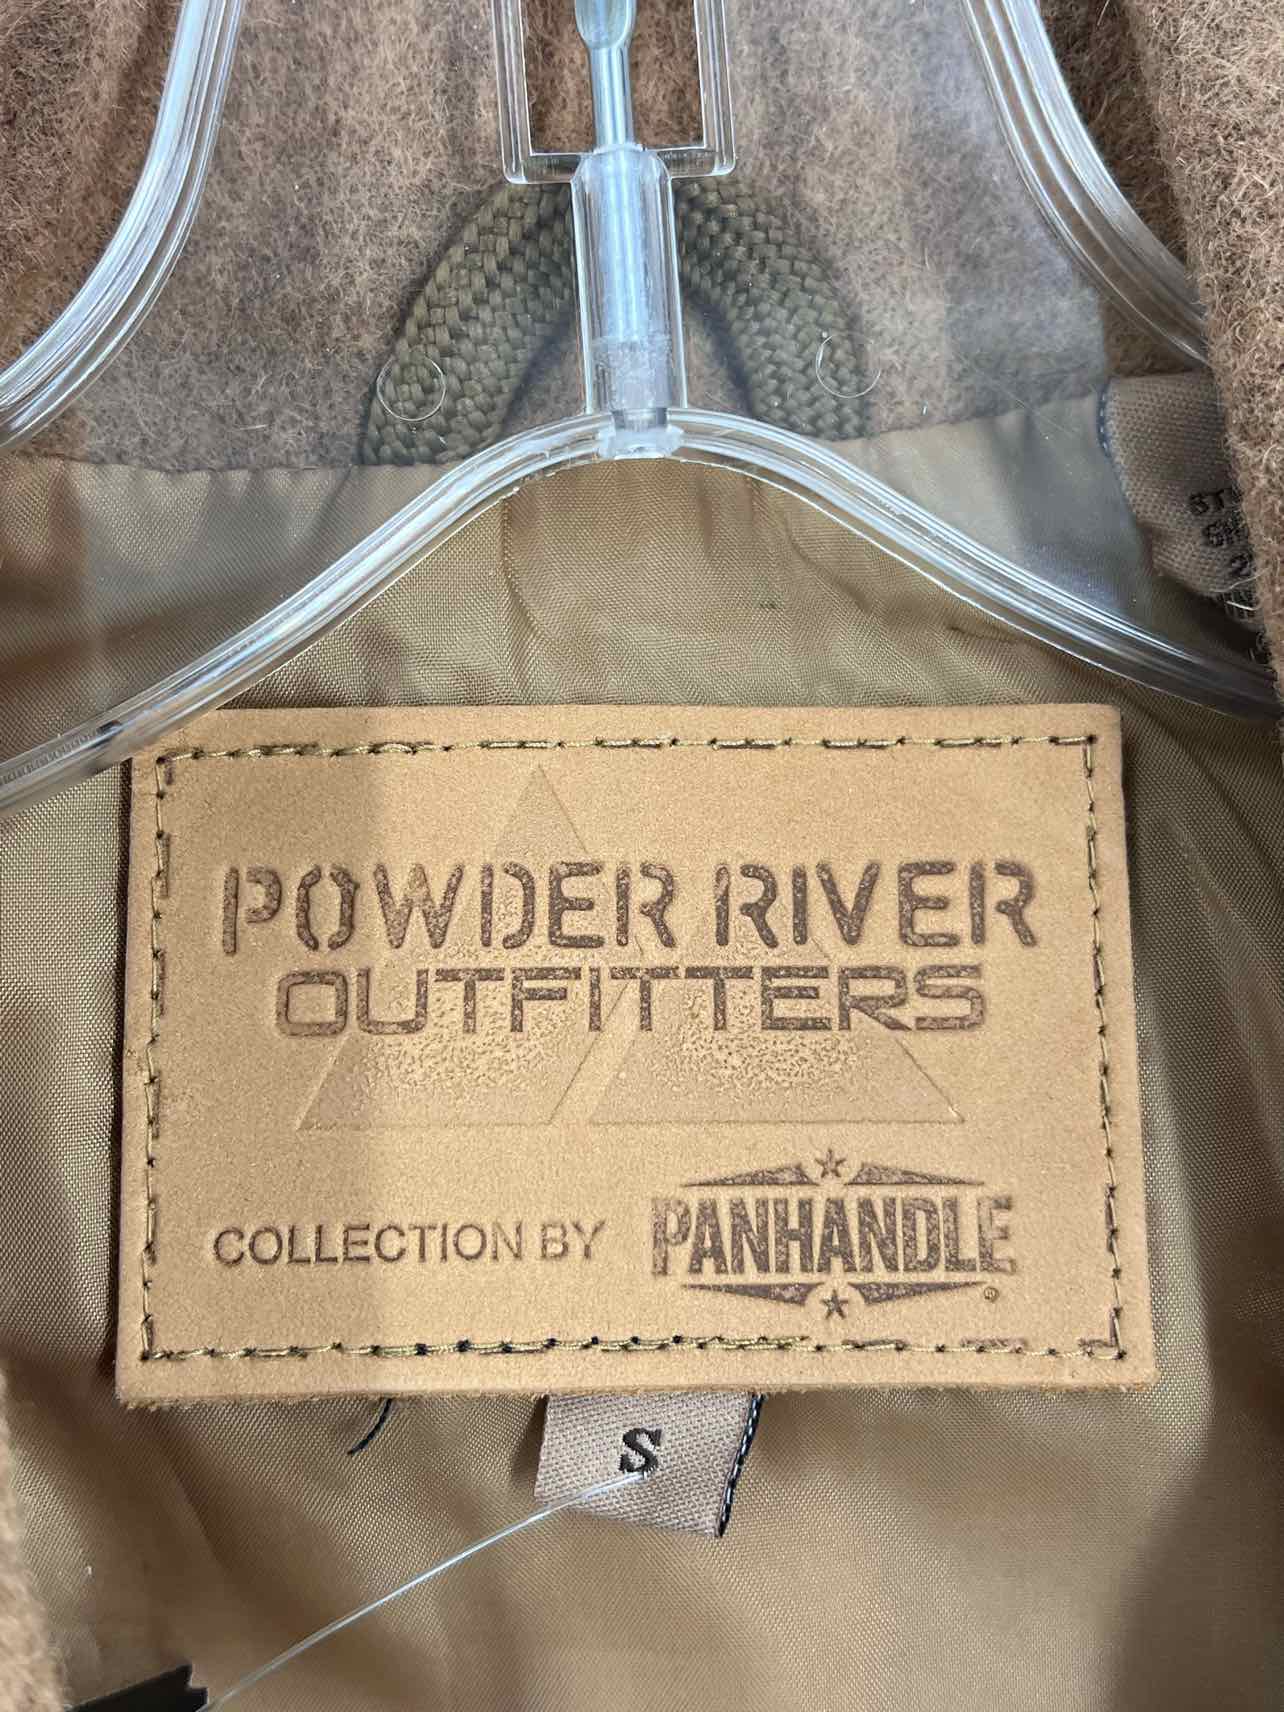 POWDER RIVER
OUTFITTERS
COLLECTION BY PANHANDLE
®
S